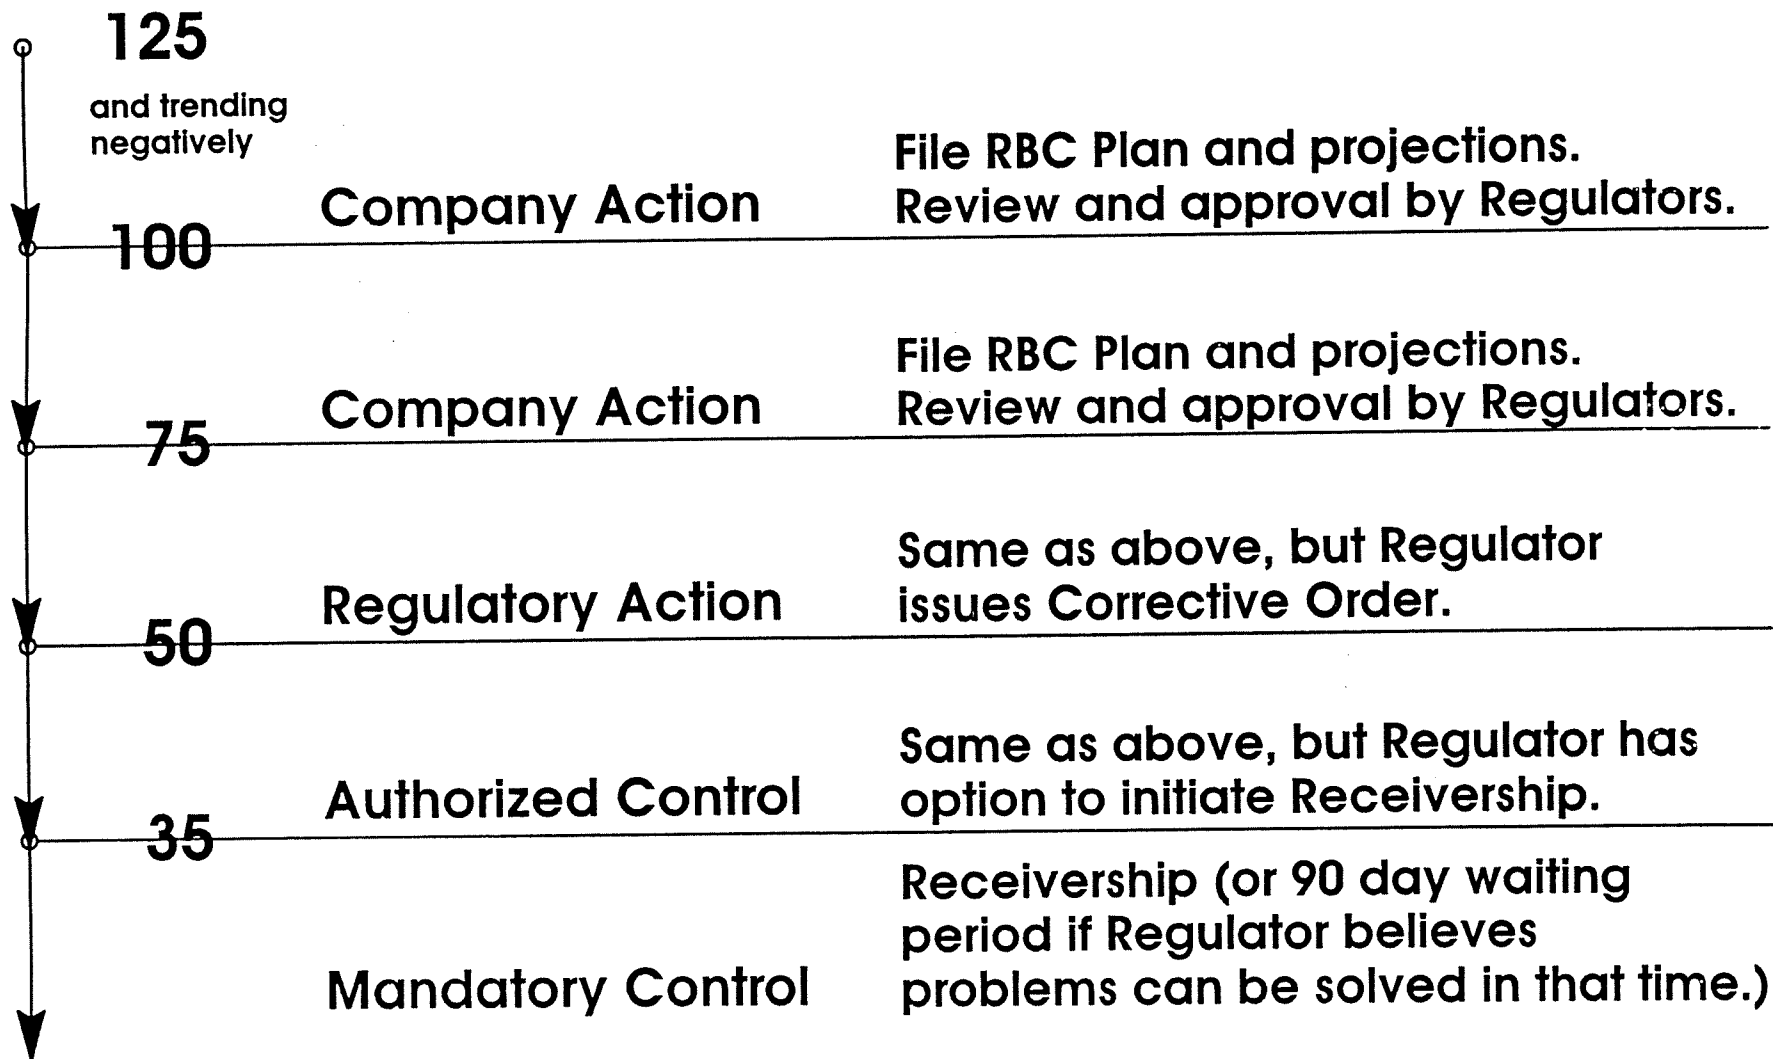 125
and trending
negatively
Company Action
File RBC Plan and projections.
Review and approval by Regulators.
100
Company Action
File RBC Plan and projections.
Review and approval by Regulators.
75
Regulatory Action
Same as above, but Regulator
issues Corrective Order.
50
Authorized Control
Same as above, but Regulator has
option to initiate Receivership.
35
Mandatory Control
Receivership (or 90 day waiting
period if Regulator believes
problems can be solved in that time.)